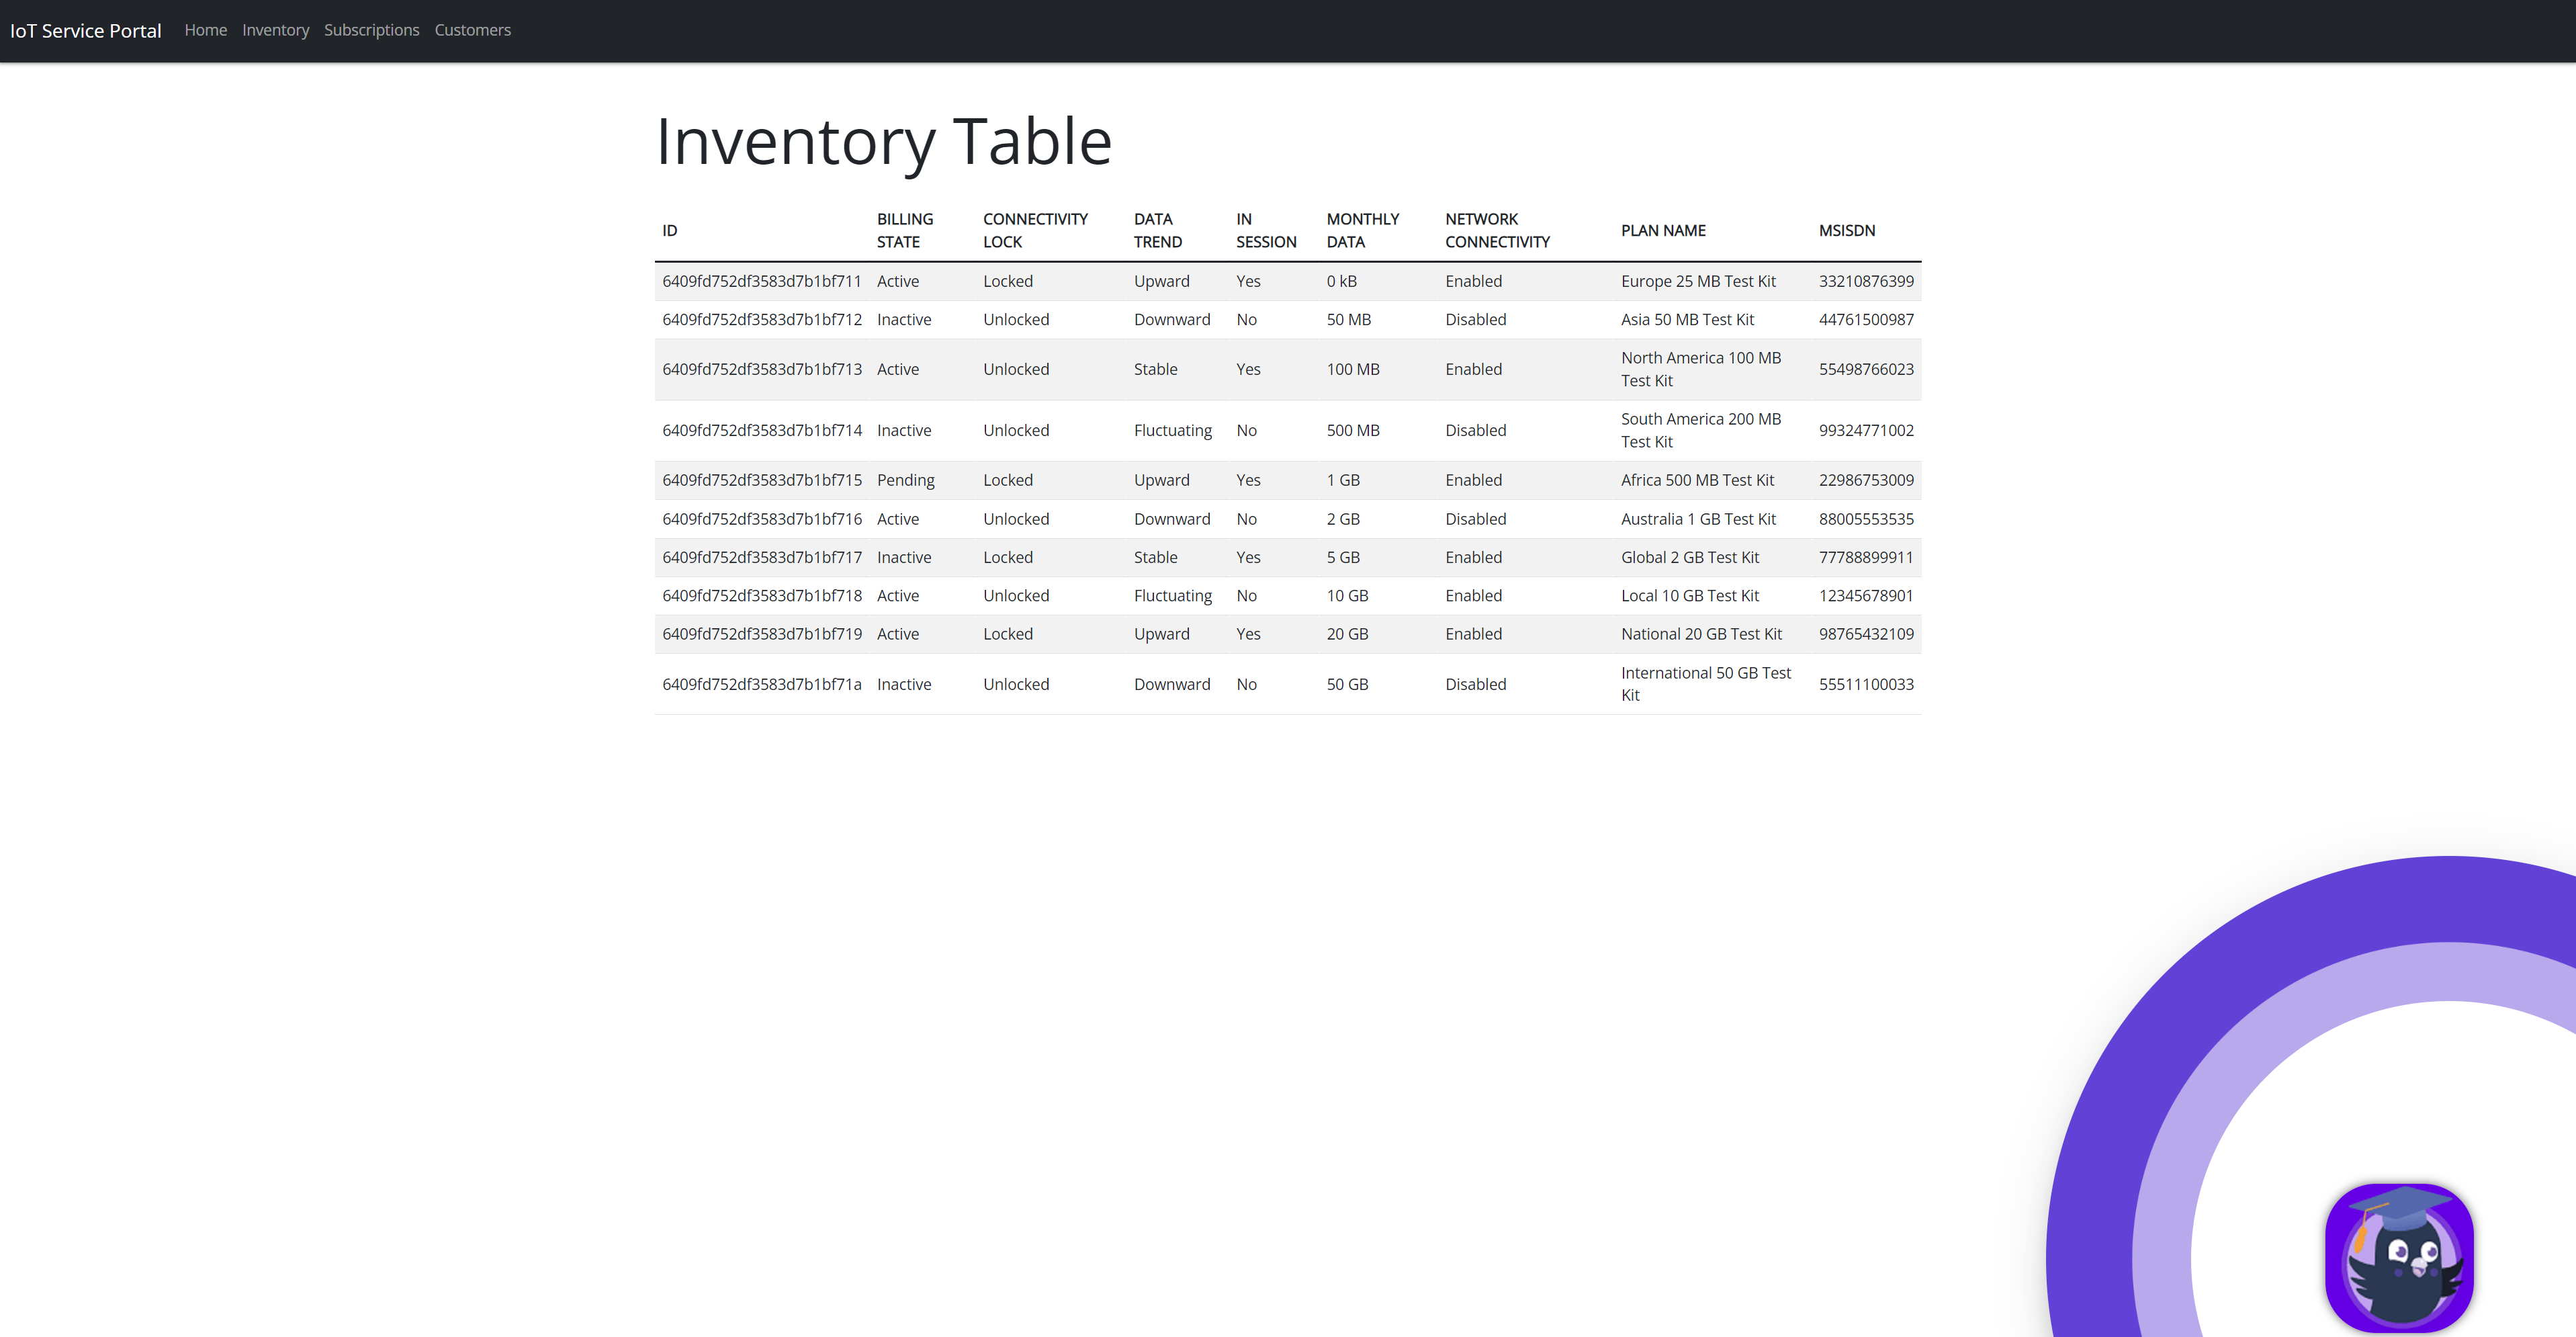 IoT Service Portal Home Inventory Subscriptions Customers
Inventory Table
ID BILLING STATE CONNECTIVITY LOCK DATA TREND IN SESSION MONTHLY DATA NETWORK CONNECTIVITY PLAN NAME MSISDN
6409fd752df3583d7b1bf711 Active Locked Upward Yes 0 kB Enabled Europe 25 MB Test Kit 33210876399
6409fd752df3583d7b1bf712 Inactive Unlocked Downward No 50 MB Disabled Asia 50 MB Test Kit 44761500987
6409fd752df3583d7b1bf713 Active Unlocked Stable Yes 100 MB Enabled North America 100 MB Test Kit 55498766023
6409fd752df3583d7b1bf714 Inactive Unlocked Fluctuating No 500 MB Disabled South America 200 MB Test Kit 99324771002
6409fd752df3583d7b1bf715 Pending Locked Upward Yes 1 GB Enabled Africa 500 MB Test Kit 22986753009
6409fd752df3583d7b1bf716 Active Unlocked Downward No 2 GB Disabled Australia 1 GB Test Kit 88005553535
6409fd752df3583d7b1bf717 Inactive Locked Stable Yes 5 GB Enabled Global 2 GB Test Kit 77788899911
6409fd752df3583d7b1bf718 Active Unlocked Fluctuating No 10 GB Enabled Local 10 GB Test Kit 12345678901
6409fd752df3583d7b1bf719 Active Locked Upward Yes 20 GB Enabled National 20 GB Test Kit 98765432109
6409fd752df3583d7b1bf71a Inactive Unlocked Downward No 50 GB Disabled International 50 GB Test Kit 55511100033